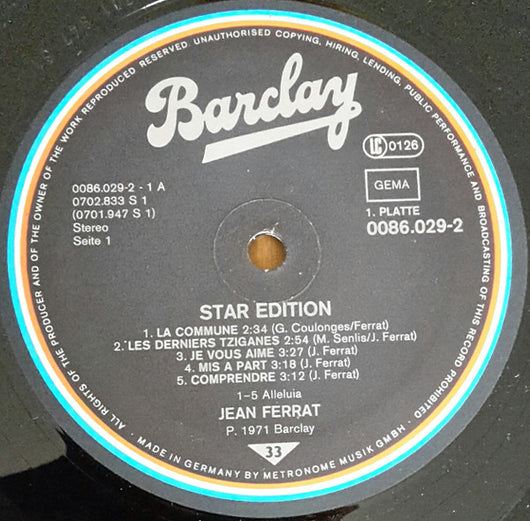 ALL RIGHTS OF THE PRODUCER AND OF THE OWNER OF THE WORK REPRODUCED RESERVED UNAUTHORISED COPYING, HIRING, LENDING, PUBLIC PERFORMANCE AND BROADCASTING OF THIS RECORD PROHIBITED ·
Barclay
LC 0126
GEMA
0086.029-2 - 1 A
0702.833 S 1
(0701.947 S 1)
Stereo
Seite 1
1. PLATTE
0086.029-2
STAR EDITION
1. LA COMMUNE 2:34 (G. Coulonges/Ferrat)
2. LES DERNIERS TZIGANES 2:54 (M. Senlis/J. Ferrat)
3. JE VOUS AIME 3:27 (J. Ferrat)
4. MIS A PART 3:18 (J. Ferrat)
5. COMPRENDRE 3:12 (J. Ferrat)
1-5 Alleluia
JEAN FERRAT
P. 1971 Barclay
33
MADE IN GERMANY BY METRONOME MUSIK GMBH ·